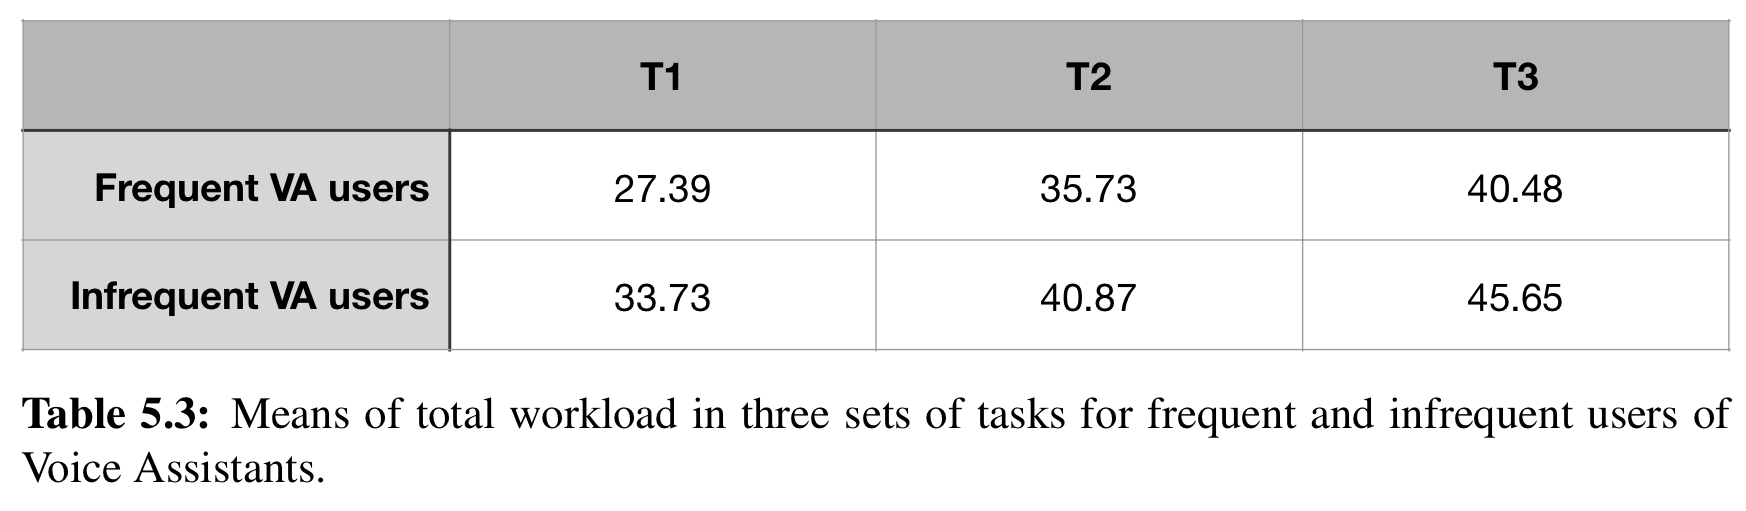 T1 T2 T3
Frequent VA users 27.39 35.73 40.48
Infrequent VA users 33.73 40.87 45.65
Table 5.3: Means of total workload in three sets of tasks for frequent and infrequent users of
Voice Assistants.